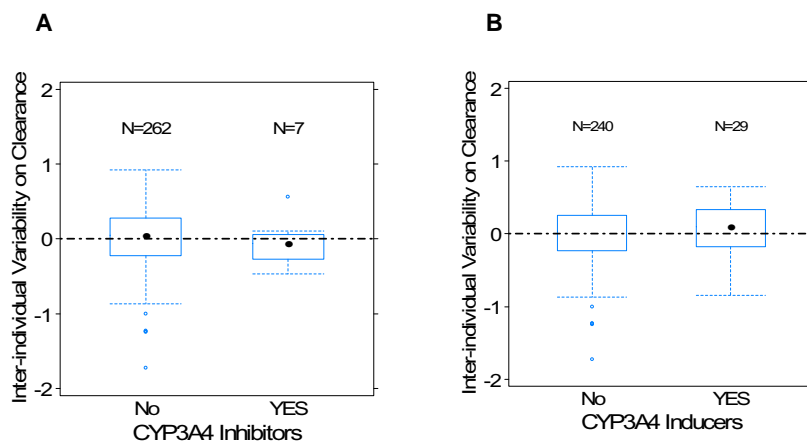 A
Inter-individual Variability on Clearance
2
1
0
-1
-2
N=262
N=7
No
YES
CYP3A4 Inhibitors
B
Inter-individual Variability on Clearance
2
1
0
-1
-2
N=240
N=29
No
YES
CYP3A4 Inducers